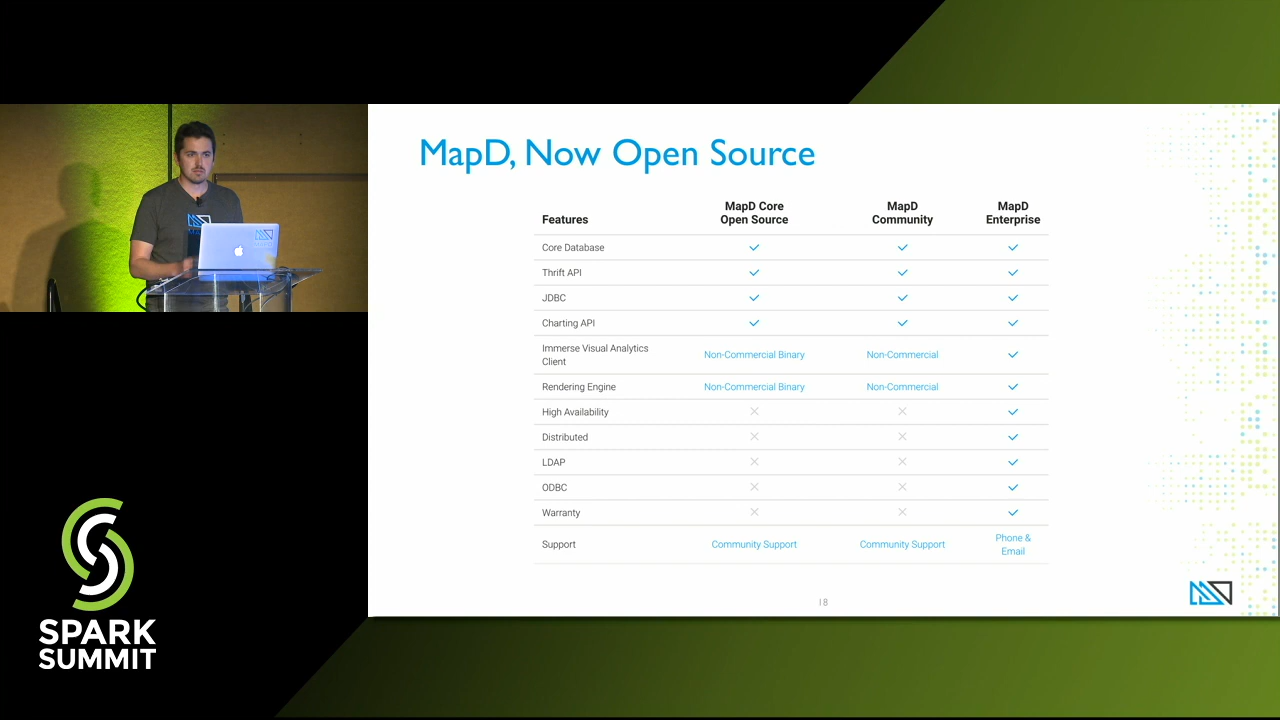 MapD, Now Open Source
Features
MapD Core
Open Source
MapD
Community
MapD
Enterprise
Core Database
Thrift API
JDBC
Charting API
Immerse Visual Analytics
Client
Non-Commercial Binary
Non-Commercial
Rendering Engine
Non-Commercial Binary
Non-Commercial
High Availability
Distributed
LDAP
ODBC
Warranty
Support
Community Support
Community Support
Phone &
Email
18
SPARK
SUMMIT